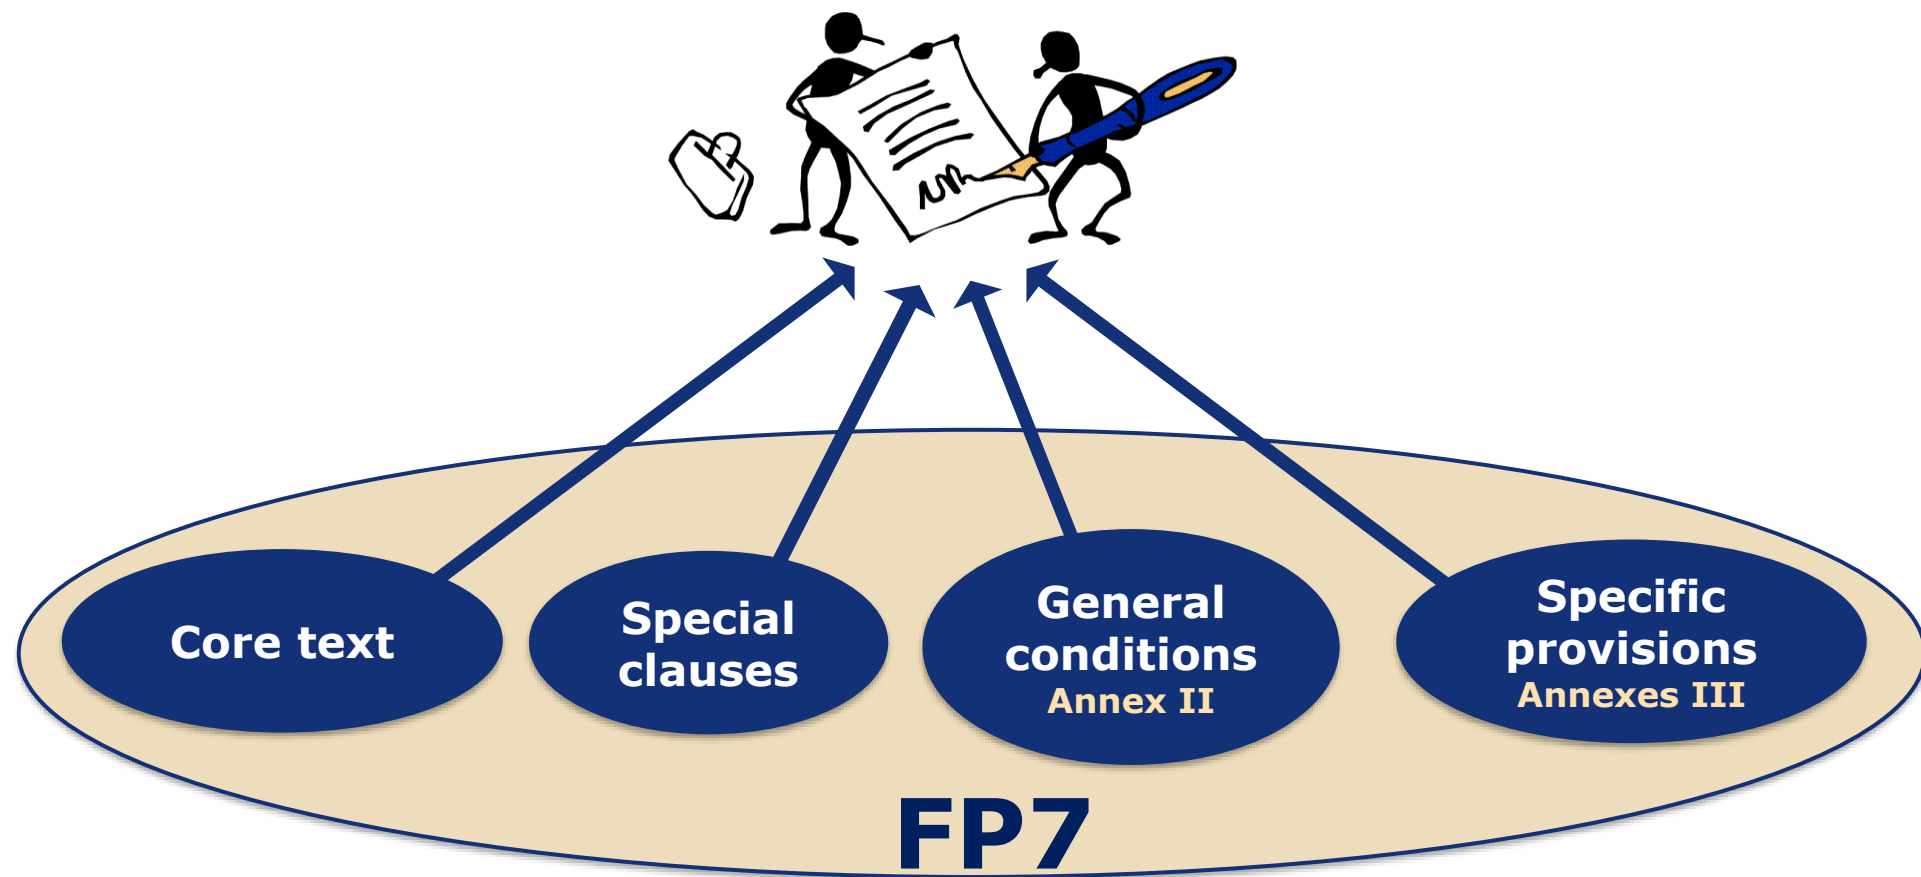 Core text
Special
clauses
General
conditions
Annex II
Specific
provisions
Annexes III
FP7